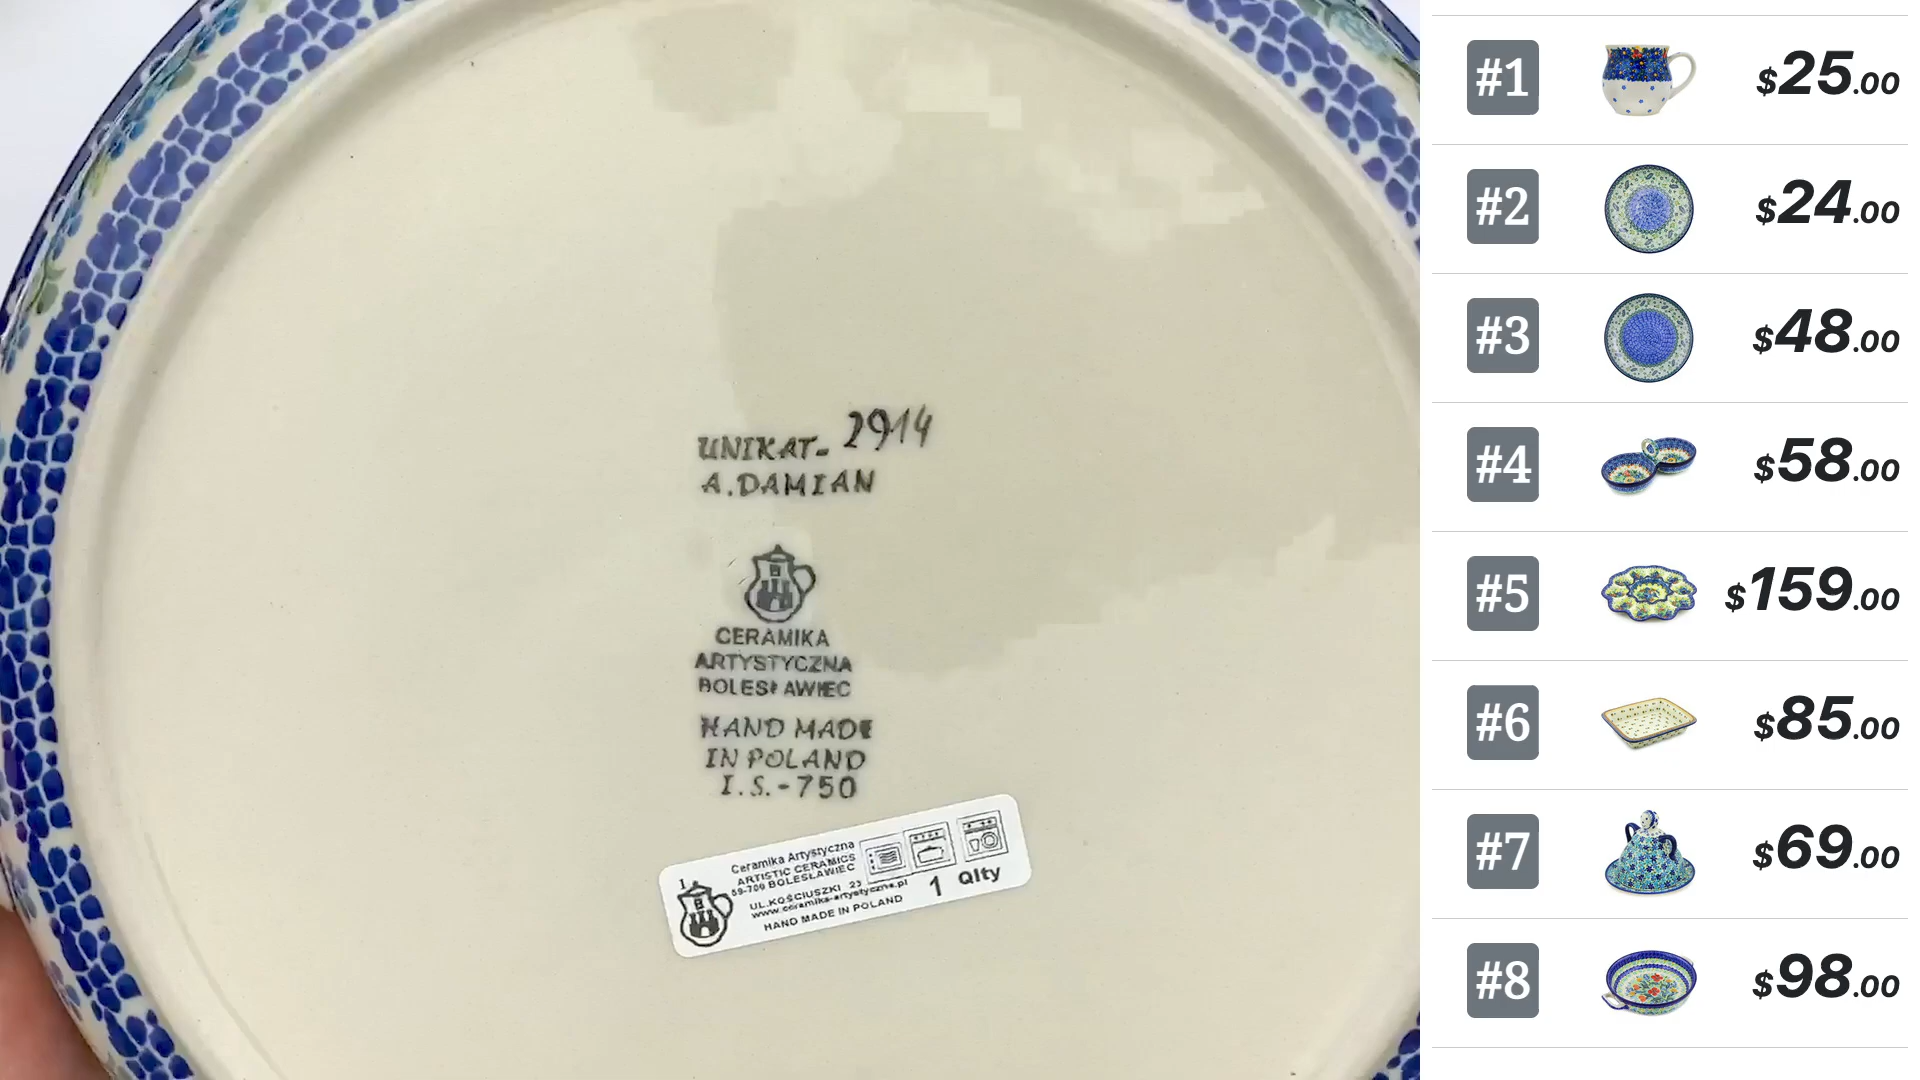 UNIKAT- 2914
A.DAMIAN
CERAMIKA
ARTYSTYCZNA
BOLESŁAWIEC
HAND MADE
IN POLAND
I.S.-750
Ceramika Artystyczna
ARTISTIC CERAMICS
59-700 BOLESŁAWIEC
UL.KOŚCIUSZKI 23
www.ceramika-artystyczna.pl
HAND MADE IN POLAND
1 Qlty
#1 $25.00
#2 $24.00
#3 $48.00
#4 $58.00
#5 $159.00
#6 $85.00
#7 $69.00
#8 $98.00